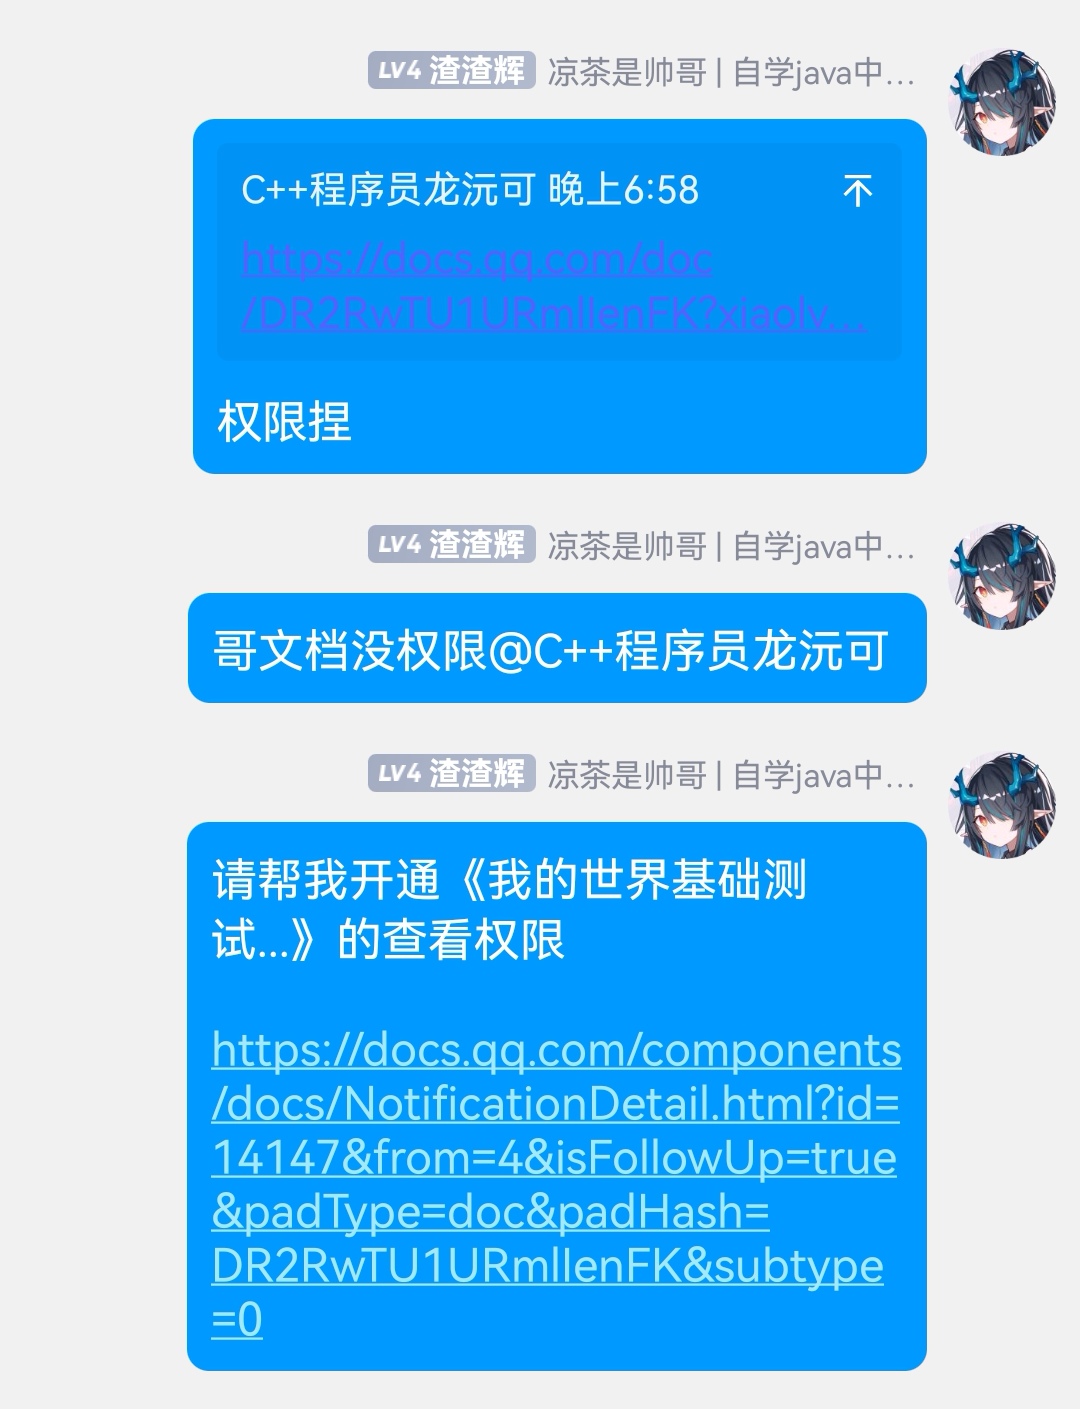 LV4 渣渣辉 凉茶是帅哥 | 自学java中...
C++程序员龙沅可 晚上6:58
https://docs.qq.com/doc
/DR2RwTU1URmllenFK?xiaolv...
权限捏
LV4 渣渣辉 凉茶是帅哥 | 自学java中...
哥文档没权限@C++程序员龙沅可
LV4 渣渣辉 凉茶是帅哥 | 自学java中...
请帮我开通《我的世界基础测
试...》的查看权限
https://docs.qq.com/components
/docs/NotificationDetail.html?id=
14147&from=4&isFollowUp=true
&padType=doc&padHash=
DR2RwTU1URmllenFK&subtype
=0